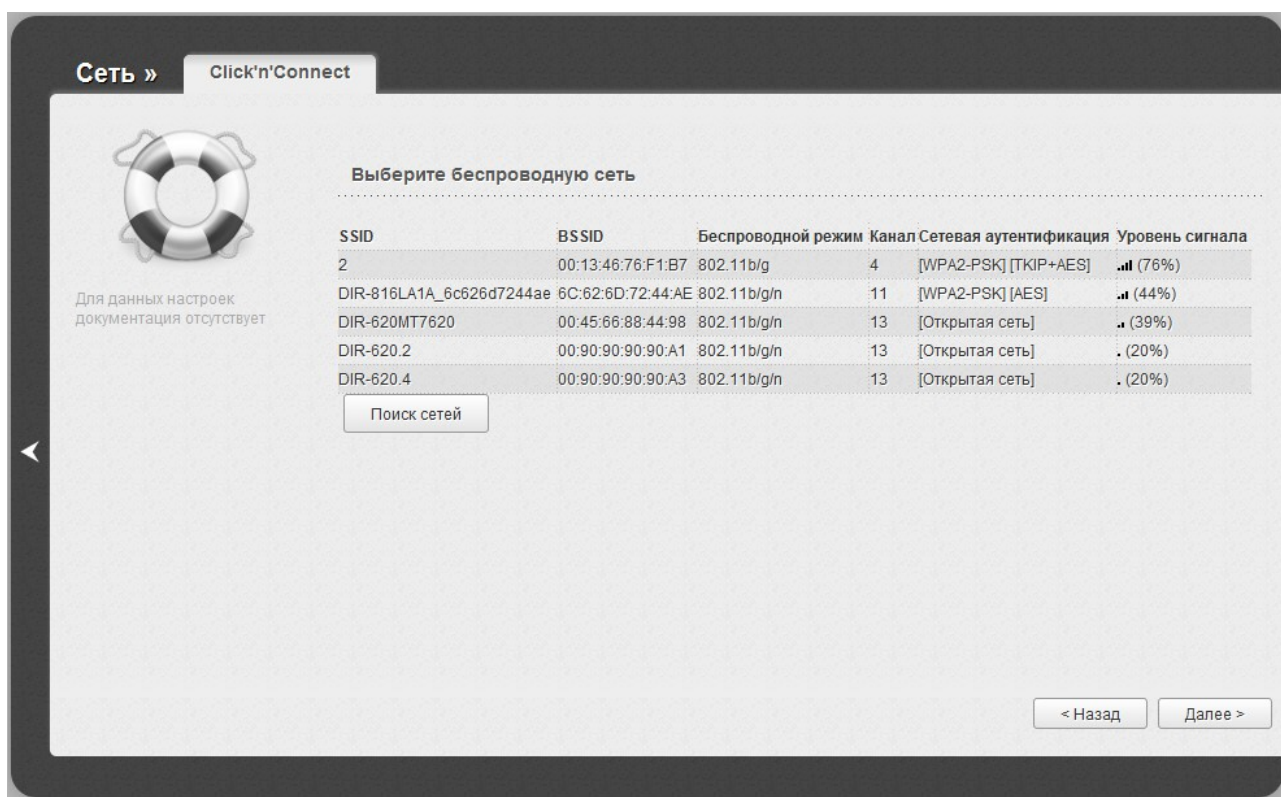 Сеть » Click'n'Connect
Выберите беспроводную сеть
SSID BSSID Беспроводной режим Канал Сетевая аутентификация Уровень сигнала
2 00:13:46:76:F1:B7 802.11b/g 4 [WPA2-PSK] [TKIP+AES] (76%)
DIR-816LA1A_6c626d7244ae 6C:62:6D:72:44:AE 802.11b/g/n 11 [WPA2-PSK] [AES] (44%)
DIR-620MT7620 00:45:66:88:44:98 802.11b/g/n 13 [Открытая сеть] (39%)
DIR-620.2 00:90:90:90:90:A1 802.11b/g/n 13 [Открытая сеть] (20%)
DIR-620.4 00:90:90:90:90:A3 802.11b/g/n 13 [Открытая сеть] (20%)
Для данных настроек
документация отсутствует
Поиск сетей
< Назад Далее >